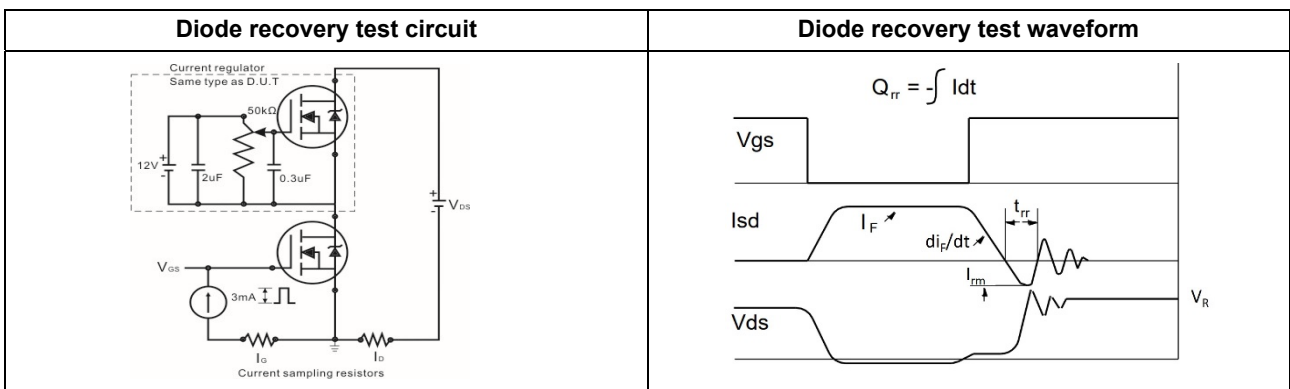 Diode recovery test circuit
Diode recovery test waveform
Current regulator
Same type as D.U.T
50kΩ
12V
+
-
2uF
0.3uF
+
-
VDS
VGS
3mA
IG
ID
Current sampling resistors
Qrr = -∫ Idt
Vgs
Isd
IF
diF/dt
trr
Irm
Vds
VR